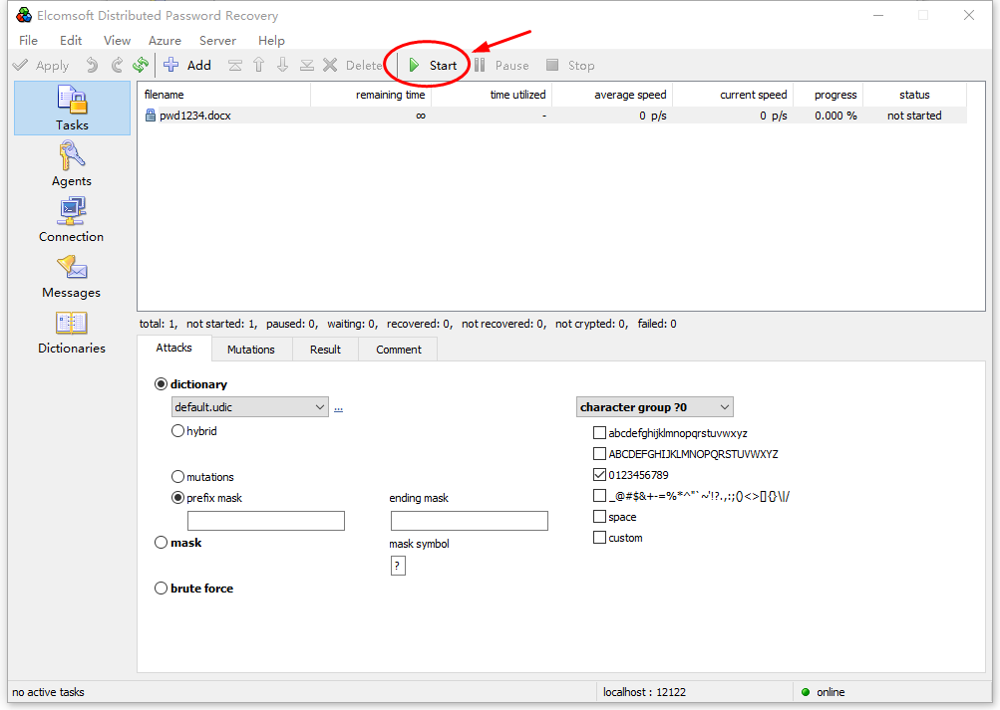 Elcomsoft Distributed Password Recovery
File Edit View Azure Server Help
Apply Add Delete Start Pause Stop
Tasks
Agents
Connection
Messages
Dictionaries
filename remaining time time utilized average speed current speed progress status
pwd1234.docx ∞ - 0 p/s 0 p/s 0.000 % not started
total: 1, not started: 1, paused: 0, waiting: 0, recovered: 0, not recovered: 0, not crypted: 0, failed: 0
Attacks Mutations Result Comment
dictionary
default.udic ... character group ?0
hybrid abcdefghijklmnopqrstuvwxyz
ABCDEFGHIJKLMNOPQRSTUVWXYZ
mutations 0123456789
prefix mask ending mask _@#$&+-=%*^"`~'!?.,:;()<>[]{}\|/
space
mask mask symbol custom
?
brute force
no active tasks localhost : 12122 online